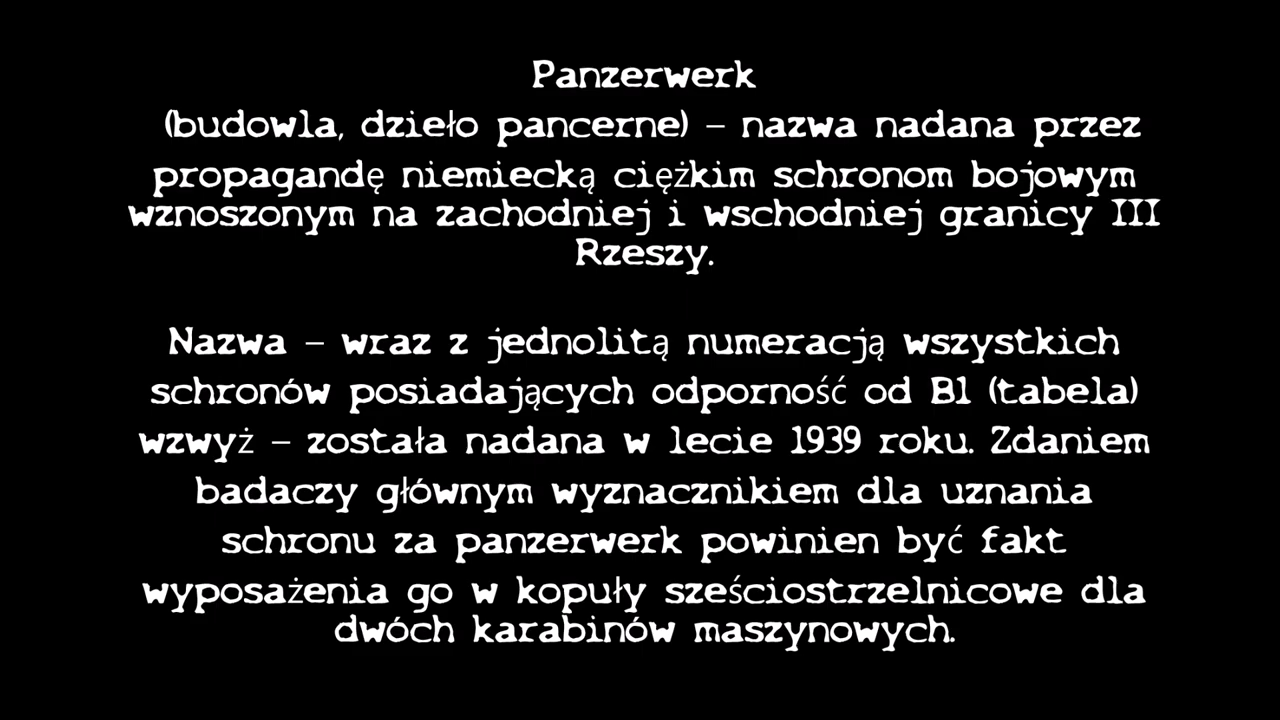 Panzerwerk
(budowla, dzieło pancerne) – nazwa nadana przez
propagandę niemiecką ciężkim schronom bojowym
wznoszonym na zachodniej i wschodniej granicy III
Rzeszy.
Nazwa – wraz z jednolitą numeracją wszystkich
schronów posiadających odporność od B1 (tabela)
wzwyż – została nadana w lecie 1939 roku. Zdaniem
badaczy głównym wyznacznikiem dla uznania
schronu za panzerwerk powinien być fakt
wyposażenia go w kopuły sześciostrzelnicowe dla
dwóch karabinów maszynowych.